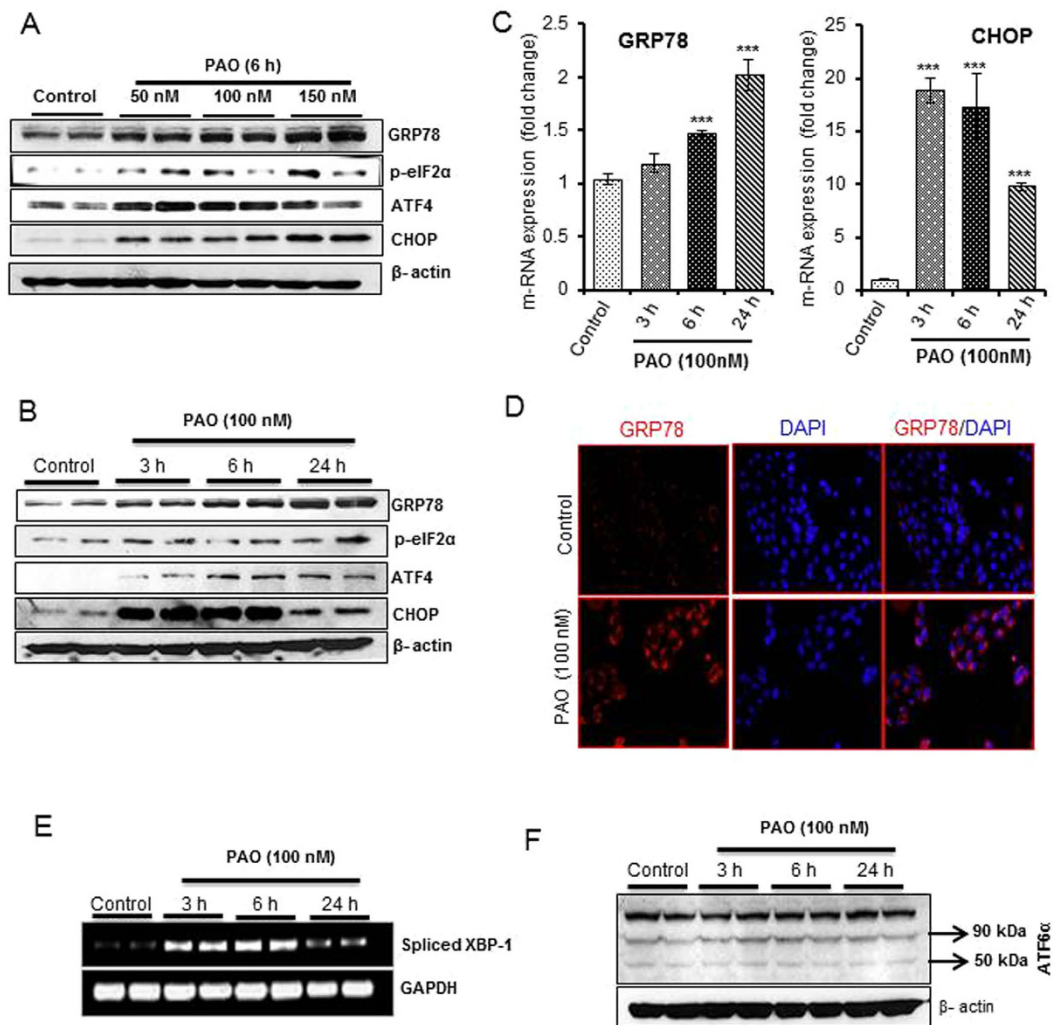 A
PAO (6 h)
Control 50 nM 100 nM 150 nM
GRP78
p-eIF2α
ATF4
CHOP
β- actin
B
PAO (100 nM)
Control 3 h 6 h 24 h
GRP78
p-eIF2α
ATF4
CHOP
β- actin
C
m-RNA expression (fold change)
GRP78
2.5
2
1.5
1
0.5
0
***
***
Control 3 h 6 h 24 h
PAO (100nM)
m-RNA expression (fold change)
CHOP
25
20
15
10
5
0
***
***
***
Control 3 h 6 h 24 h
PAO (100nM)
D
GRP78 DAPI GRP78/DAPI
Control
PAO (100 nM)
E
PAO (100 nM)
Control 3 h 6 h 24 h
Spliced XBP-1
GAPDH
F
PAO (100 nM)
Control 3 h 6 h 24 h
90 kDa
50 kDa
ATF6α
β- actin